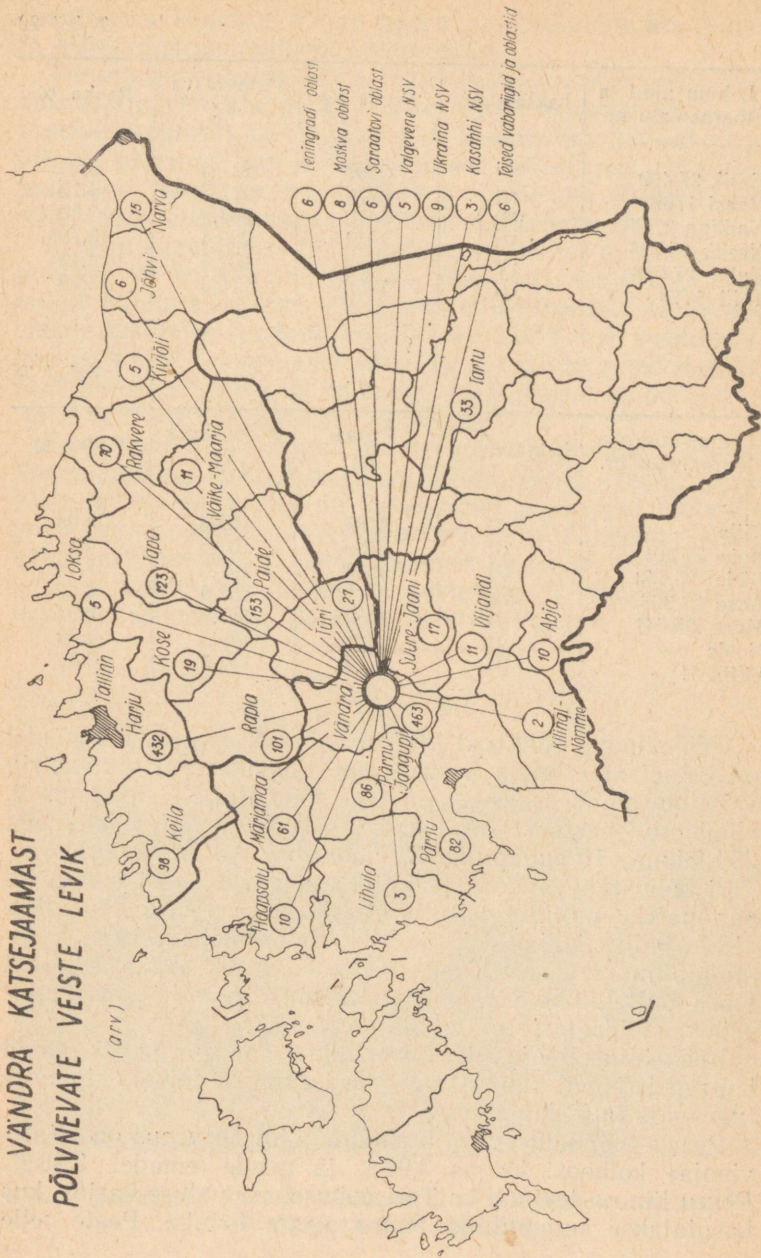 VÄNDRA KATSEJAAMAST
PÕLVNEVATE VEISTE LEVIK
(arv)
98
Keila
432
Harju
Tallinn
5
Loksa
19
Kose
123
Tapa
10
Rakvere
5
Kiviõli
6
Jõhvi
15
Narva
11
Väike-Maarja
153
Paide
27
Türi
101
Rapla
61
Märjamaa
10
Haapsalu
3
Lihula
86
Pärnu
Jaagupi
82
Pärnu
463
Vändra
17
Suure-Jaani
11
Viljandi
10
Abja
2
Kilingi-
Nõmme
33
Tartu
6 Leningradi oblast
8 Moskva oblast
6 Saraatovi oblast
5 Valgevene NSV
9 Ukraina NSV
3 Kasahhi NSV
6 Teised vabariigid ja oblastid